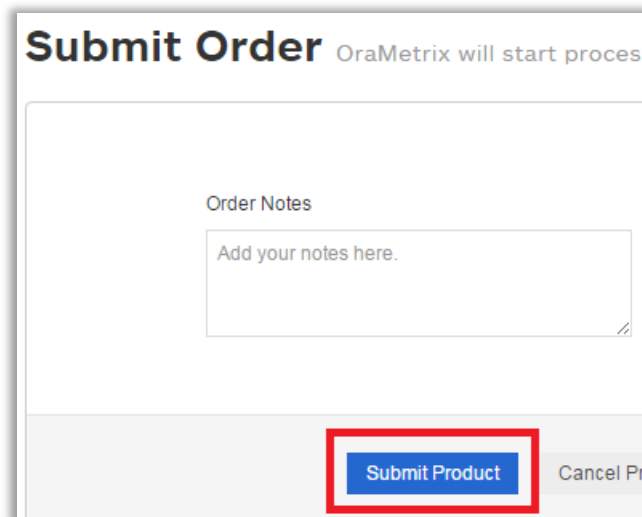 Submit Order OraMetrix will start proces
Order Notes
Add your notes here.
Submit Product Cancel Pr